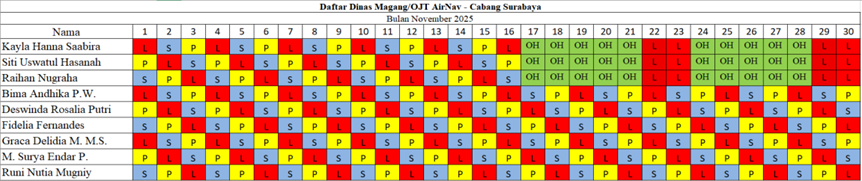 Daftar Dinas Magang/OJT AirNav - Cabang Surabaya
Bulan November 2025
Nama 1 2 3 4 5 6 7 8 9 10 11 12 13 14 15 16 17 18 19 20 21 22 23 24 25 26 27 28 29 30
Kayla Hanna Saabira L S P L S P L S P L S P L S P L OH OH OH OH OH L L OH OH OH OH OH L L
Siti Uswatul Hasanah P L S P L S P L S P L S P L S P OH OH OH OH OH L L OH OH OH OH OH L L
Raihan Nugraha S P L S P L S P L S P L S P L S OH OH OH OH OH L L OH OH OH OH OH L L
Bima Andhika P.W. L S P L S P L S P L S P L S P L S P L S P L S P L S P L S P
Deswinda Rosalia Putri P L S P L S P L S P L S P L S P L S P L S P L S P L S P L S
Fidelia Fernandes S P L S P L S P L S P L S P L S P L S P L S P L S P L S P L
Graca Delidia M. M.S. L S P L S P L S P L S P L S P L S P L S P L S P L S P L S P
M. Surya Endar P. P L S P L S P L S P L S P L S P L S P L S P L S P L S P L S
Runi Nutia Mugniy S P L S P L S P L S P L S P L S P L S P L S P L S P L S P L